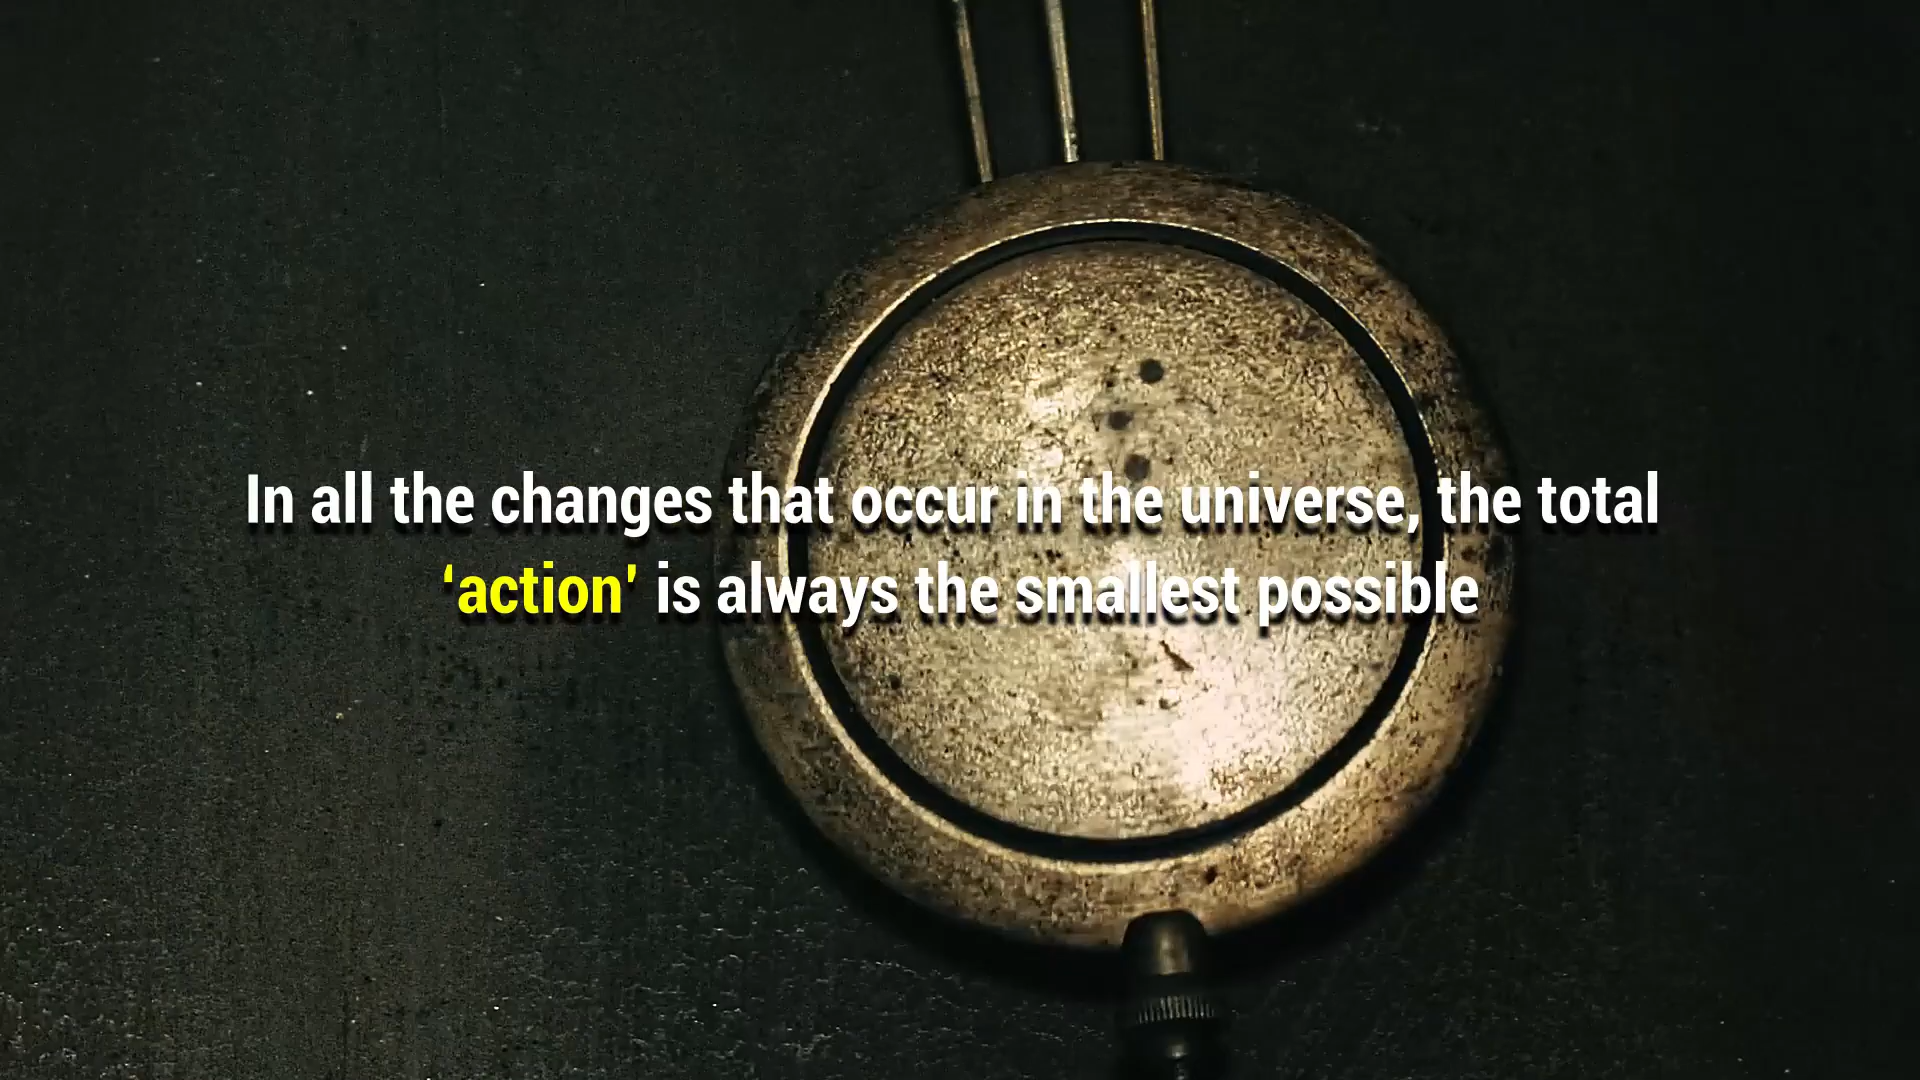 In all the changes that occur in the universe, the total
‘action’ is always the smallest possible